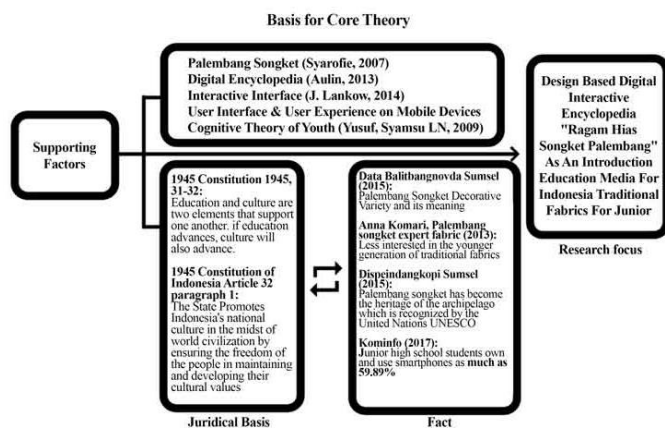 Basis for Core Theory
Palembang Songket (Syarofie, 2007)
Digital Encyclopedia (Aulin, 2013)
Interactive Interface (J. Lankow, 2014)
User Interface & User Experience on Mobile Devices
Cognitive Theory of Youth (Yusuf, Syamsu LN, 2009)
Supporting
Factors
1945 Constitution 1945,
31-32:
Education and culture are
two elements that support
one another. if education
advances, culture will
also advance.
1945 Constitution of
Indonesia Article 32
paragraph 1:
The State Promotes
Indonesia's national
culture in the midst of
world civilization by
ensuring the freedom of
the people in maintaining
and developing their
cultural values
Juridical Basis
Data Balitbangnovda Sumsel
(2015):
Palembang Songket Decorative
Variety and its meaning
Anna Komari, Palembang
songket expert fabric (2013):
Less interested in the younger
generation of traditional fabrics
Dispeindangkopi Sumsel
(2015):
Palembang songket has become
the heritage of the archipelago
which is recognized by the
United Nations UNESCO
Kominfo (2017):
Junior high school students own
and use smartphones as much as
59.89%
Fact
Design Based Digital
Interactive
Encyclopedia
"Ragam Hias
Songket Palembang"
As An Introduction
Education Media For
Indonesia Traditional
Fabrics For Junior
Research focus